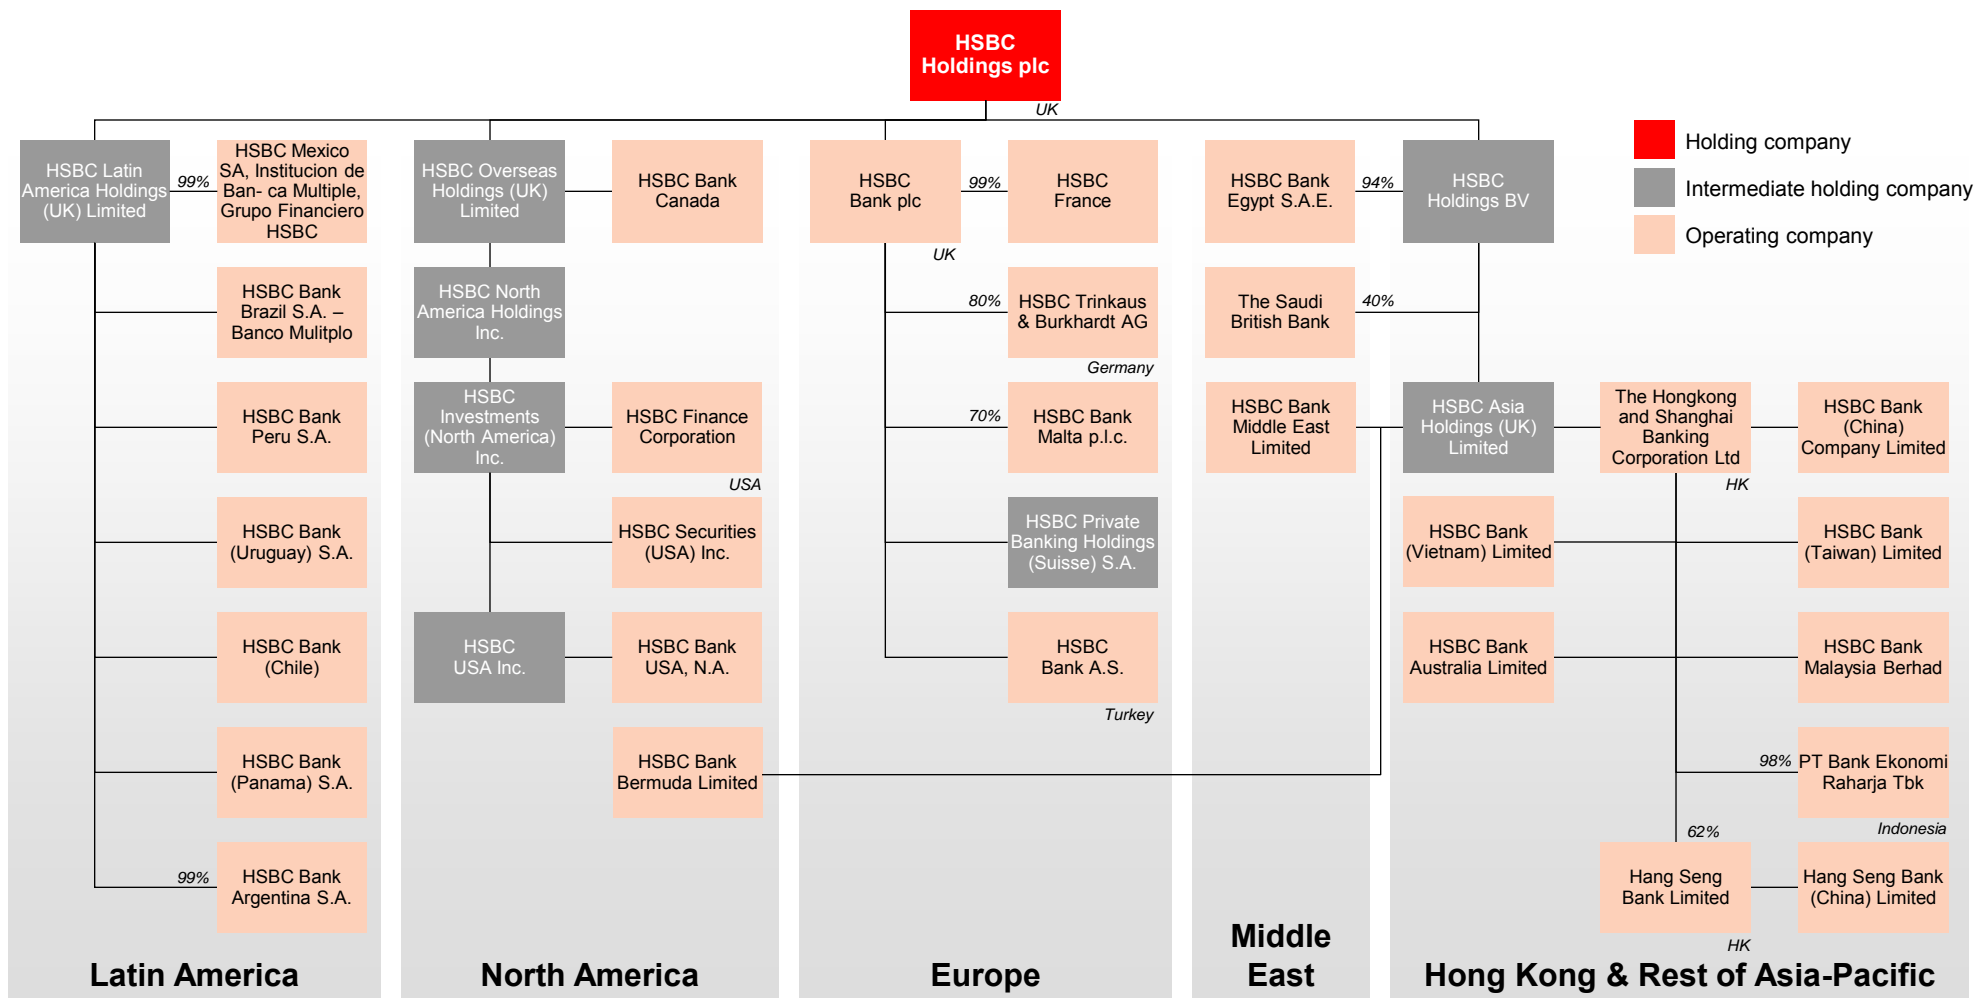 HSBC
Holdings plc
UK
Holding company
Intermediate holding company
Operating company
HSBC Latin
America Holdings
(UK) Limited
99%
HSBC Mexico
SA, Institucion de
Ban- ca Multiple,
Grupo Financiero
HSBC
HSBC Bank
Brazil S.A. –
Banco Mulitplo
HSBC Bank
Peru S.A.
HSBC Bank
(Uruguay) S.A.
HSBC Bank
(Chile)
HSBC Bank
(Panama) S.A.
99%
HSBC Bank
Argentina S.A.
Latin America
HSBC Overseas
Holdings (UK)
Limited
HSBC Bank
Canada
HSBC North
America Holdings
Inc.
HSBC
Investments
(North America)
Inc.
HSBC Finance
Corporation
USA
HSBC Securities
(USA) Inc.
HSBC
USA Inc.
HSBC Bank
USA, N.A.
HSBC Bank
Bermuda Limited
North America
HSBC
Bank plc
UK
99%
HSBC
France
80%
HSBC Trinkaus
& Burkhardt AG
Germany
70%
HSBC Bank
Malta p.l.c.
HSBC Private
Banking Holdings
(Suisse) S.A.
HSBC
Bank A.S.
Turkey
Europe
HSBC Bank
Egypt S.A.E.
94%
The Saudi
British Bank
40%
HSBC Bank
Middle East
Limited
Middle
East
HSBC
Holdings BV
HSBC Asia
Holdings (UK)
Limited
The Hongkong
and Shanghai
Banking
Corporation Ltd
HK
HSBC Bank
(China)
Company Limited
HSBC Bank
(Vietnam) Limited
HSBC Bank
(Taiwan) Limited
HSBC Bank
Australia Limited
HSBC Bank
Malaysia Berhad
98%
PT Bank Ekonomi
Raharja Tbk
Indonesia
62%
Hang Seng
Bank Limited
HK
Hang Seng Bank
(China) Limited
Hong Kong & Rest of Asia-Pacific